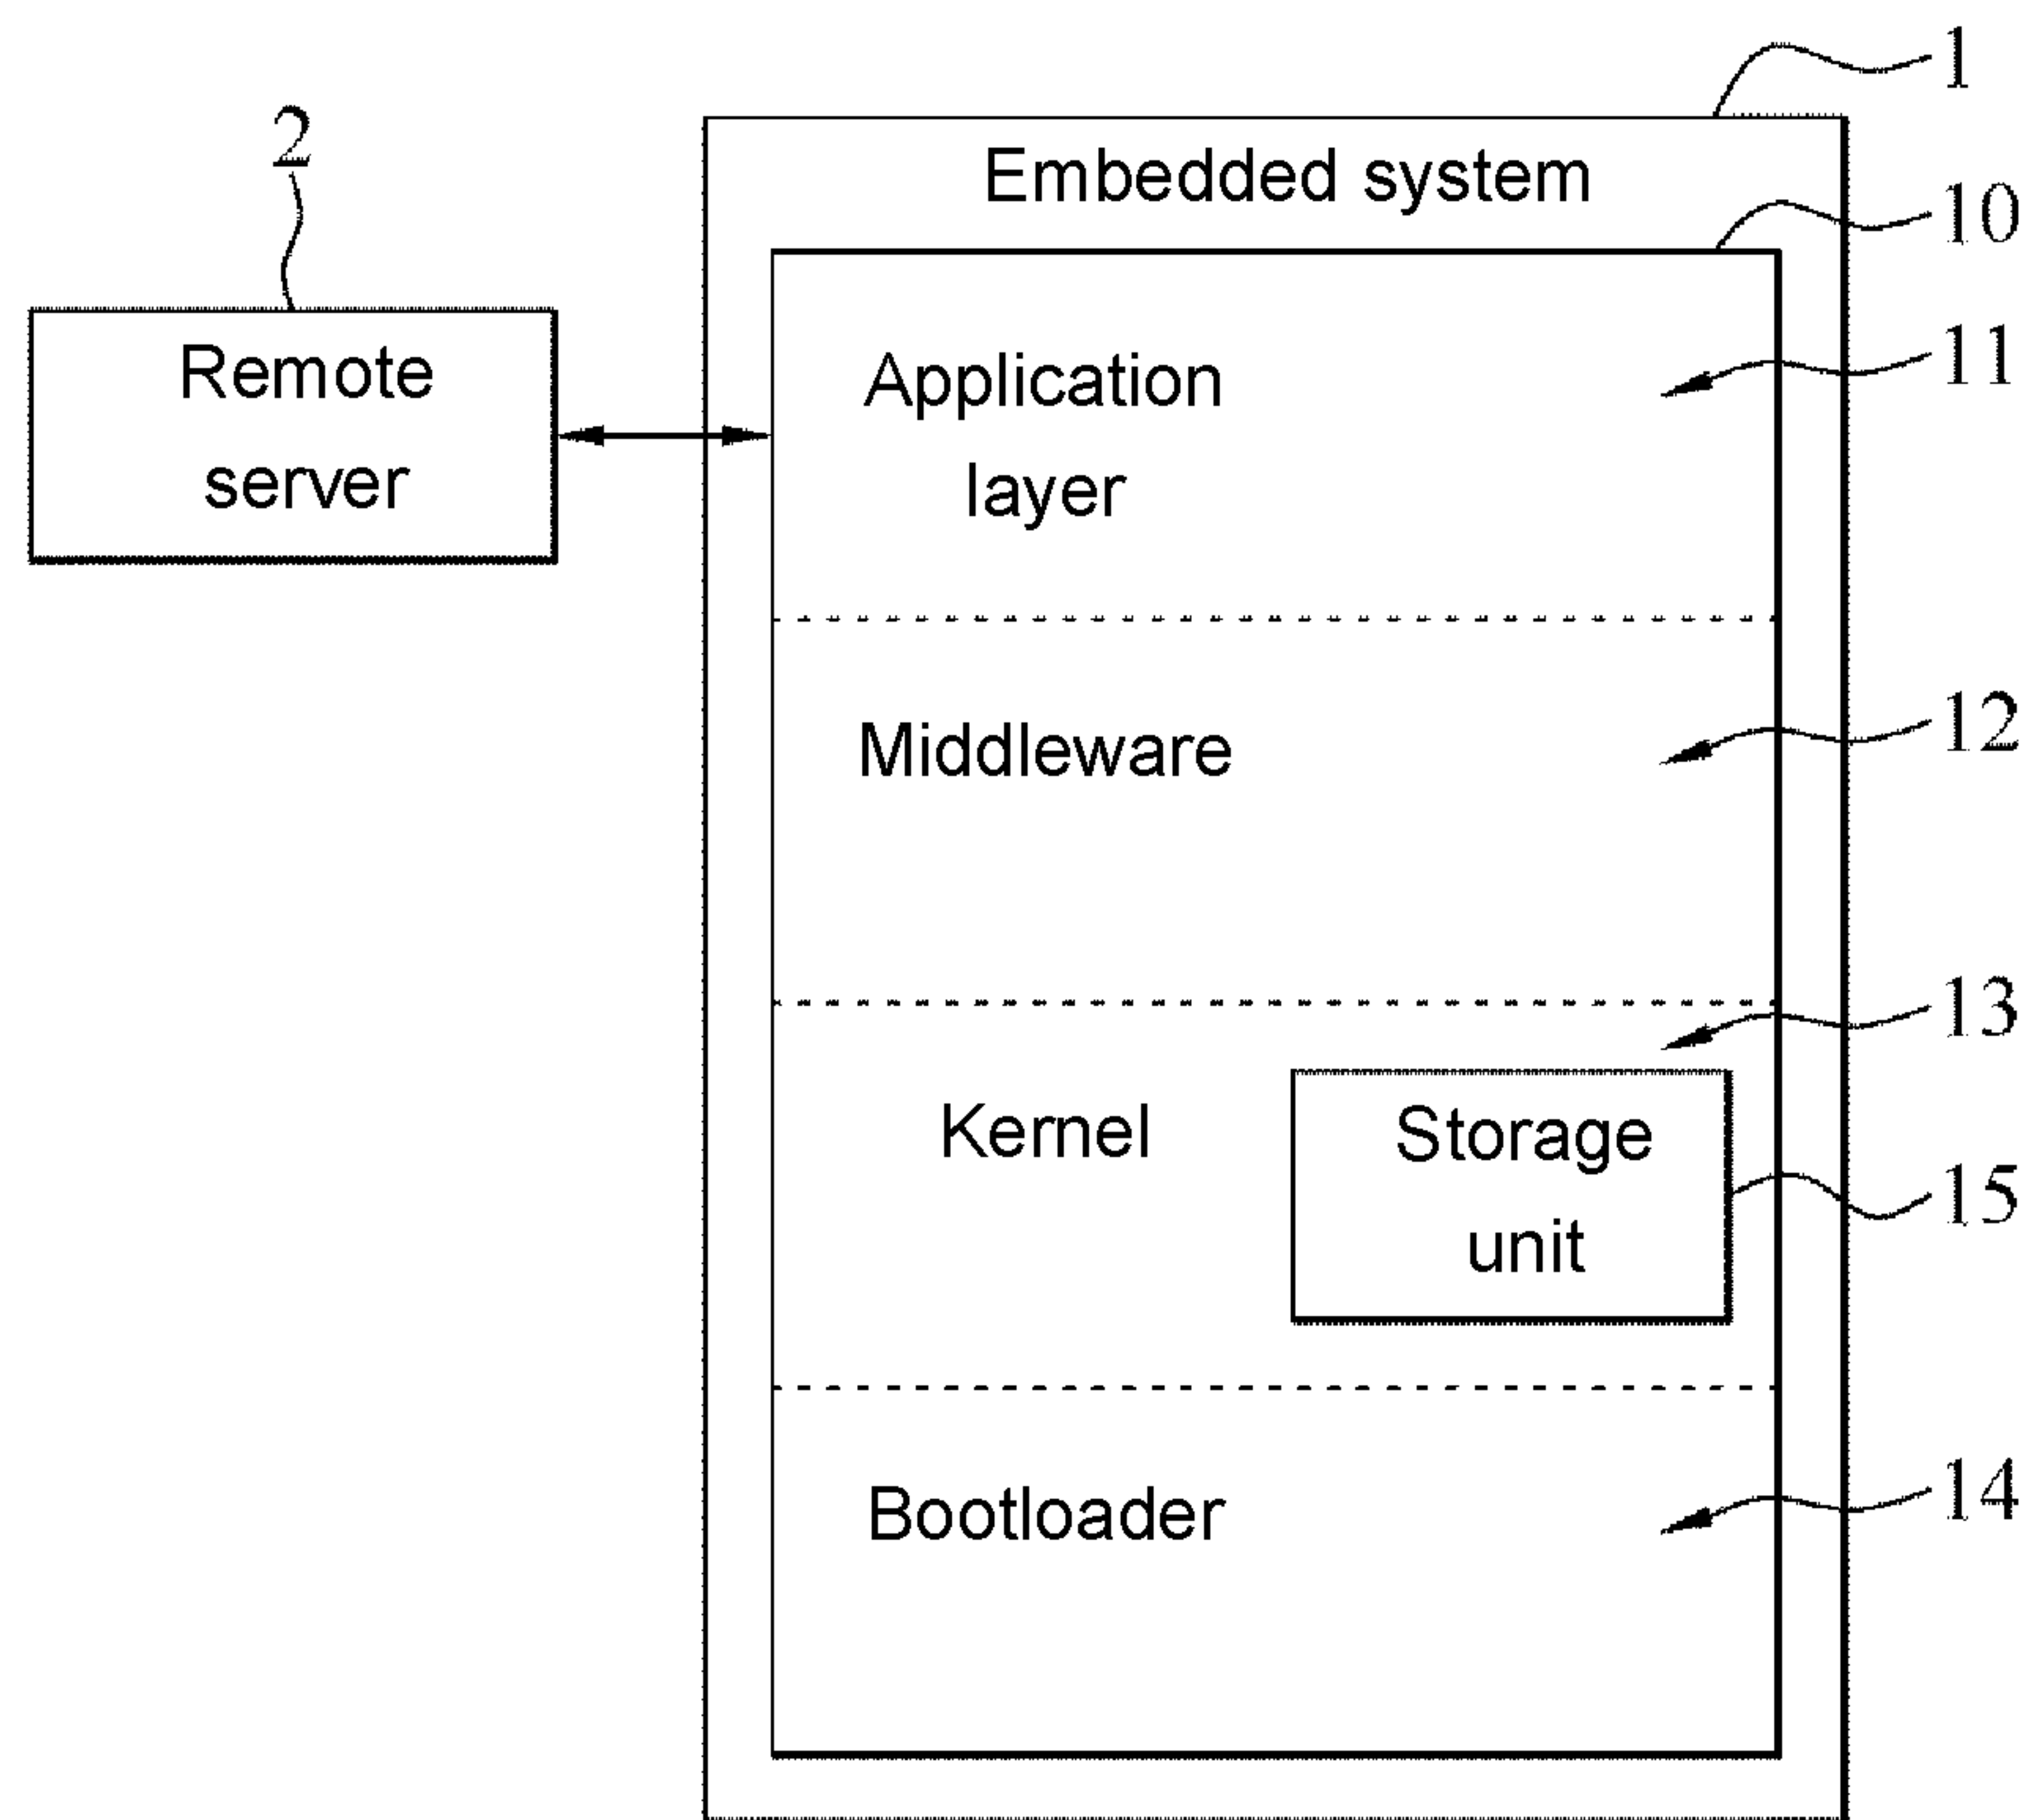 1
2
Embedded system
10
Remote
server
Application
layer
11
Middleware
12
13
Kernel
Storage
unit
15
Bootloader
14